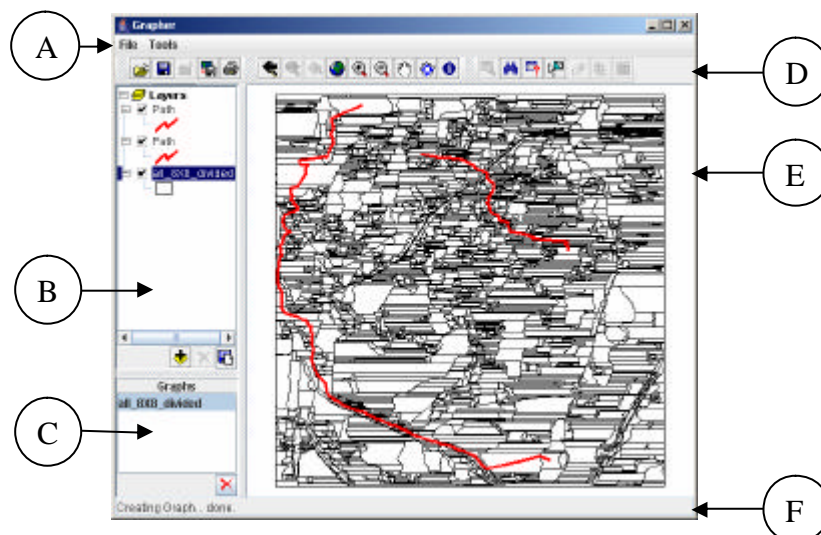 Grapher
A
File Tools
D
Layers
Path
Path
all_8X8_divided
E
B
Graphs
all_8X8_divided
C
Creating Graph... done.
F